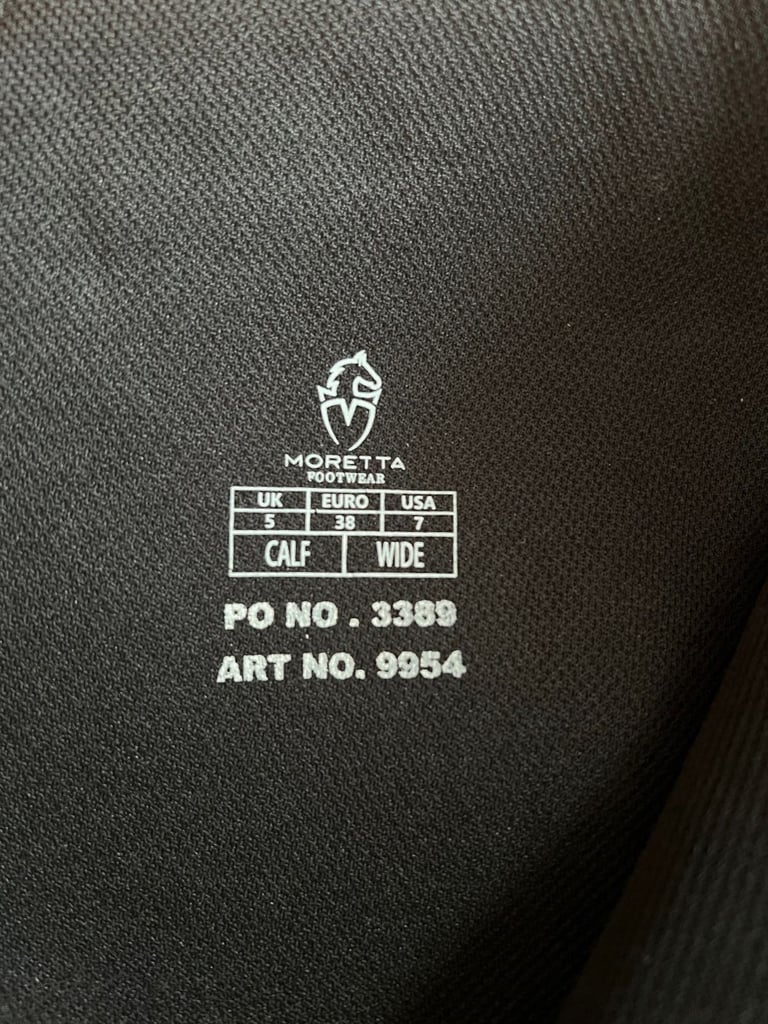 MORETTA
FOOTWEAR
UK EURO USA
5 38 7
CALF WIDE
PO NO . 3389
ART NO. 9954